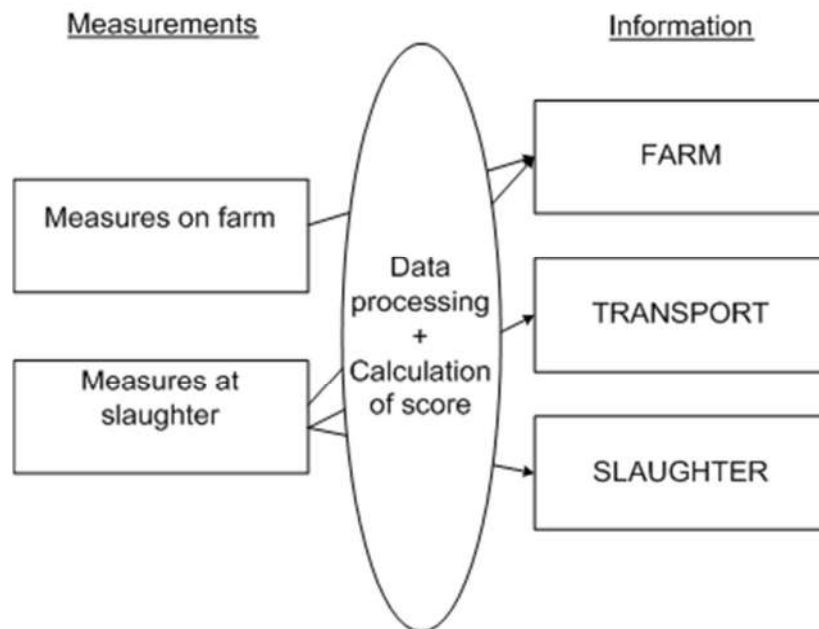 Measurements
Information
Measures on farm
Measures at
slaughter
Data
processing
+
Calculation
of score
FARM
TRANSPORT
SLAUGHTER